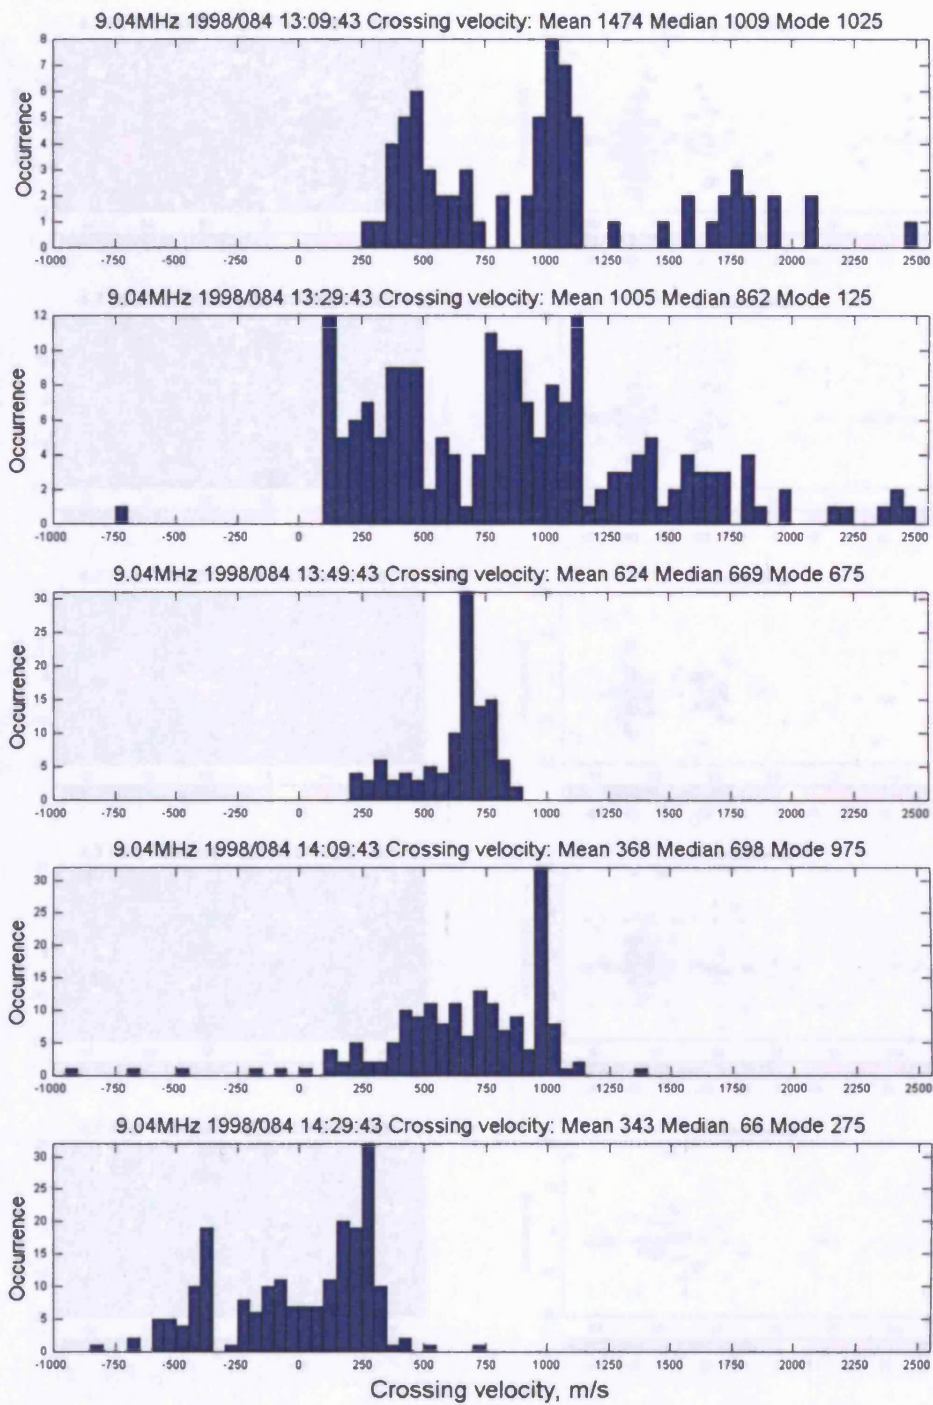 9.04MHz 1998/084 13:09:43 Crossing velocity: Mean 1474 Median 1009 Mode 1025
8
7
6
5
4
3
2
1
0
Occurrence
-1000 -750 -500 -250 0 250 500 750 1000 1250 1500 1750 2000 2250 2500
9.04MHz 1998/084 13:29:43 Crossing velocity: Mean 1005 Median 862 Mode 125
12
10
8
6
4
2
0
Occurrence
-1000 -750 -500 -250 0 250 500 750 1000 1250 1500 1750 2000 2250 2500
9.04MHz 1998/084 13:49:43 Crossing velocity: Mean 624 Median 669 Mode 675
30
25
20
15
10
5
0
Occurrence
-1000 -750 -500 -250 0 250 500 750 1000 1250 1500 1750 2000 2250 2500
9.04MHz 1998/084 14:09:43 Crossing velocity: Mean 368 Median 698 Mode 975
30
25
20
15
10
5
0
Occurrence
-1000 -750 -500 -250 0 250 500 750 1000 1250 1500 1750 2000 2250 2500
9.04MHz 1998/084 14:29:43 Crossing velocity: Mean 343 Median 66 Mode 275
30
25
20
15
10
5
0
Occurrence
-1000 -750 -500 -250 0 250 500 750 1000 1250 1500 1750 2000 2250 2500
Crossing velocity, m/s